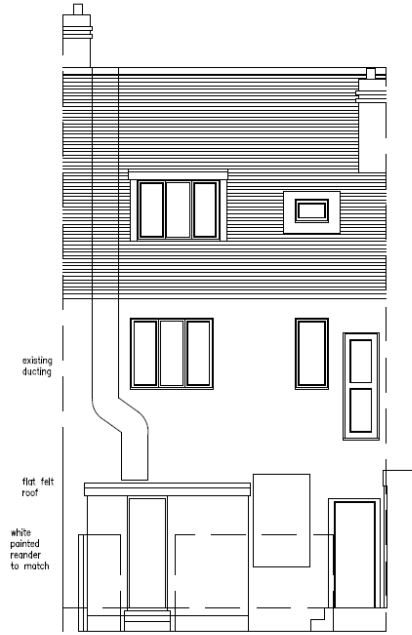 existing
ducting
flat felt
roof
white
painted
reander
to match